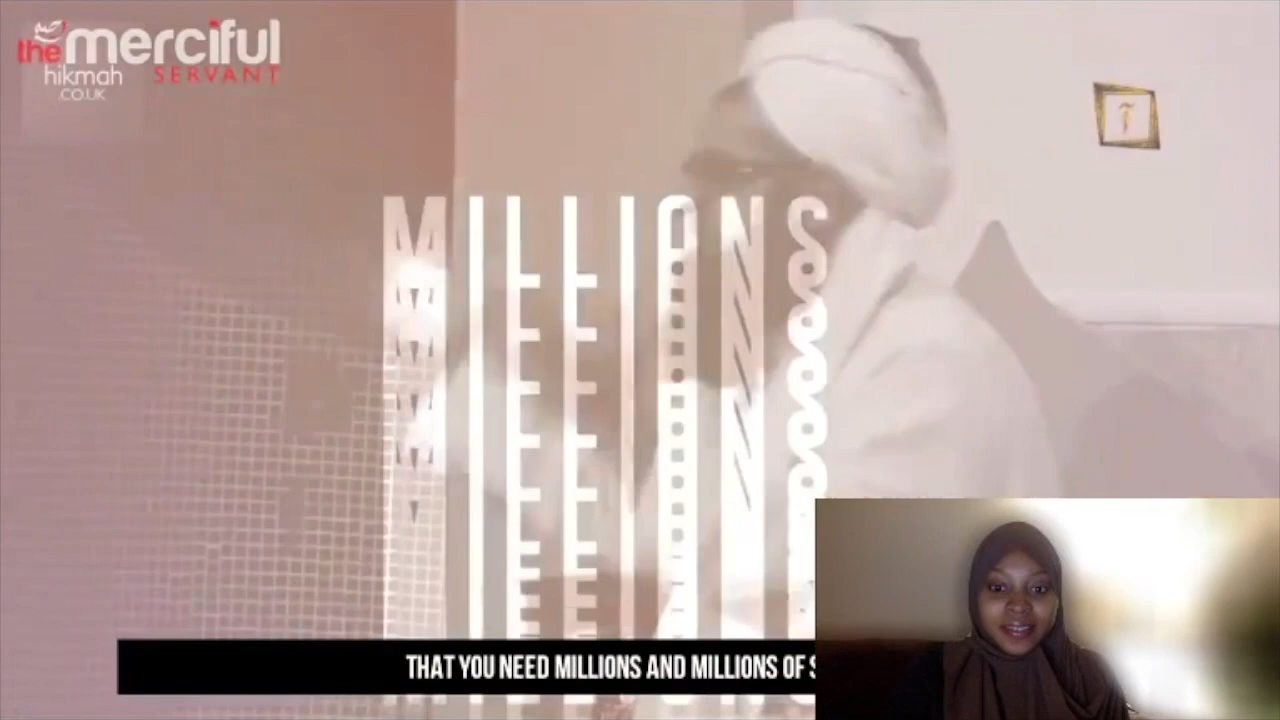 the merciful
SERVANT
hikmah
.CO.UK
MILLIONS
THAT YOU NEED MILLIONS AND MILLIONS OF